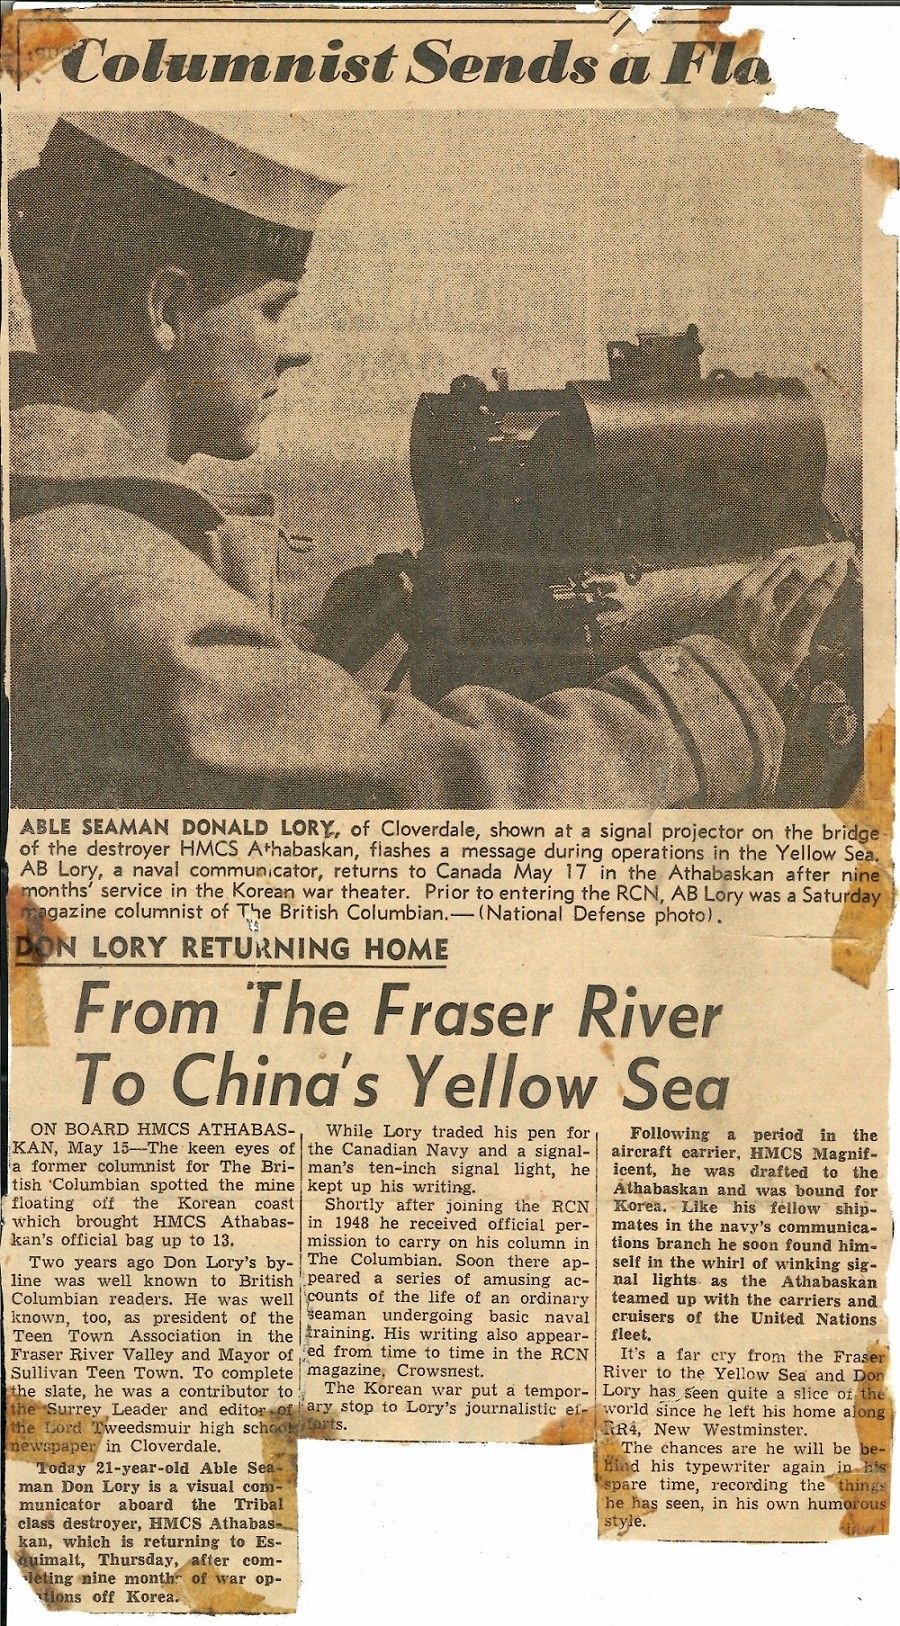 Columnist Sends a Fla
ABLE SEAMAN DONALD LORY, of Cloverdale, shown at a signal projector on the bridge
of the destroyer HMCS Athabaskan, flashes a message during operations in the Yellow Sea.
AB Lory, a naval communicator, returns to Canada May 17 in the Athabaskan after nine
months' service in the Korean war theater. Prior to entering the RCN, AB Lory was a Saturday
magazine columnist of The British Columbian.—(National Defense photo).
DON LORY RETURNING HOME
From The Fraser River
To China's Yellow Sea
ON BOARD HMCS ATHABAS-
KAN, May 15—The keen eyes of
a former columnist for The Bri-
tish Columbian spotted the mine
floating off the Korean coast
which brought HMCS Athabas-
kan's official bag up to 13.
Two years ago Don Lory's by-
line was well known to British
Columbian readers. He was well
known, too, as president of the
Teen Town Association in the
Fraser River Valley and Mayor of
Sullivan Teen Town. To complete
the slate, he was a contributor to
the Surrey Leader and editor of
the Lord Tweedsmuir high school
newspaper in Cloverdale.
Today 21-year-old Able Sea-
man Don Lory is a visual com-
municator aboard the Tribal
class destroyer, HMCS Athabas-
kan, which is returning to Es-
quimalt, Thursday, after com-
pleting nine months of war op-
tions off Korea.
While Lory traded his pen for
the Canadian Navy and a signal-
man's ten-inch signal light, he
kept up his writing.
Shortly after joining the RCN
in 1948 he received official per-
mission to carry on his column in
The Columbian. Soon there ap-
peared a series of amusing ac-
counts of the life of an ordinary
seaman undergoing basic naval
training. His writing also appear-
ed from time to time in the RCN
magazine, Crowsnest.
The Korean war put a tempor-
ary stop to Lory's journalistic ef-
forts.
Following a period in the
aircraft carrier, HMCS Magnif-
icent, he was drafted to the
Athabaskan and was bound for
Korea. Like his fellow ship-
mates in the navy's communica-
tions branch he soon found him-
self in the whirl of winking sig-
nal lights as the Athabaskan
teamed up with the carriers and
cruisers of the United Nations
fleet.
It's a far cry from the Fraser
River to the Yellow Sea and Don
Lory has seen quite a slice of the
world since he left his home along
RR4, New Westminster.
The chances are he will be be-
hind his typewriter again in his
spare time, recording the things
he has seen, in his own humorous
style.